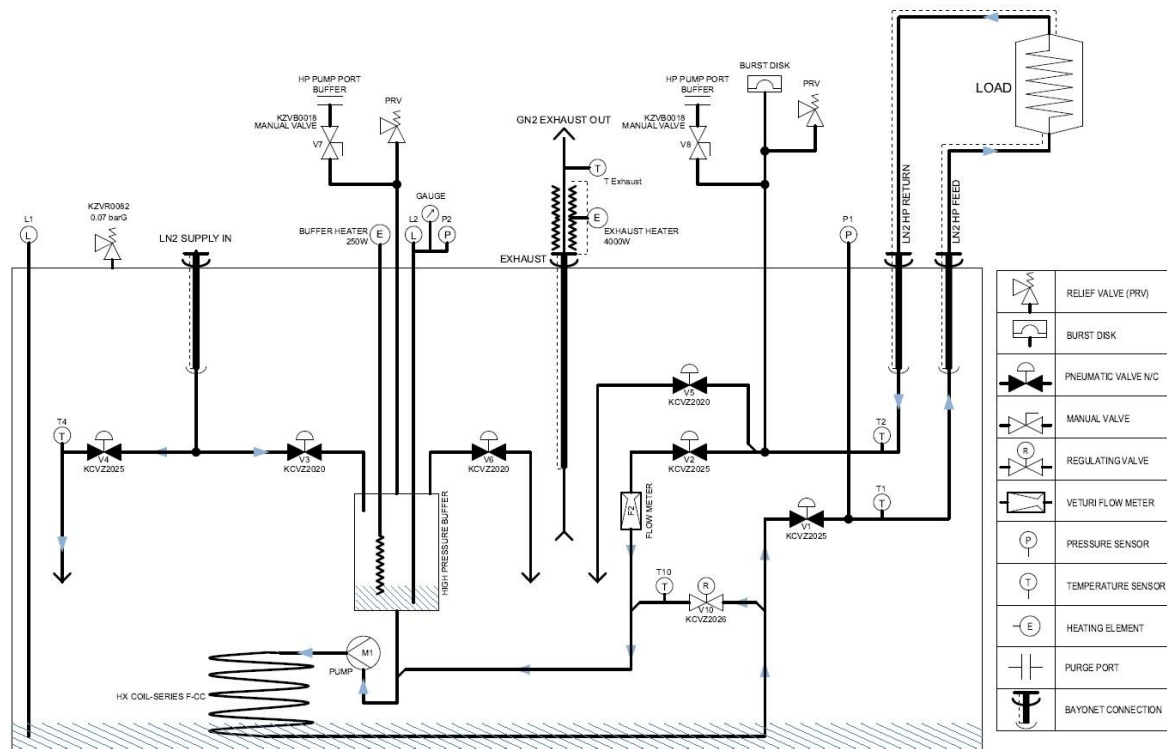 HP PUMP PORT
BUFFER
PRV
KZVB0018
MANUAL VALVE
V7
GN2 EXHAUST OUT
T
T Exhaust
E
EXHAUST HEATER
4000W
EXHAUST
HP PUMP PORT
BUFFER
KZVB0018
MANUAL VALVE
V8
BURST DISK
PRV
LOAD
LN2 HP RETURN
LN2 HP FEED
L1
L
KZVR0082
0.07 barG
LN2 SUPPLY IN
BUFFER HEATER
250W
E
GAUGE
L2
L
P2
P
P1
P
T4
T
V4
KCVZ2025
V3
KCVZ2020
V6
KCVZ2020
V5
KCVZ2020
V2
KCVZ2025
T2
T
T1
T
V1
KCVZ2025
HIGH PRESSURE BUFFER
F2
FLOW METER
T10
T
R
V10
KCVZ2026
M1
PUMP
HX COIL-SERIES F-CC
RELIEF VALVE (PRV)
BURST DISK
PNEUMATIC VALVE N/C
MANUAL VALVE
R
REGULATING VALVE
VETURI FLOW METER
P
PRESSURE SENSOR
T
TEMPERATURE SENSOR
E
HEATING ELEMENT
PURGE PORT
BAYONET CONNECTION